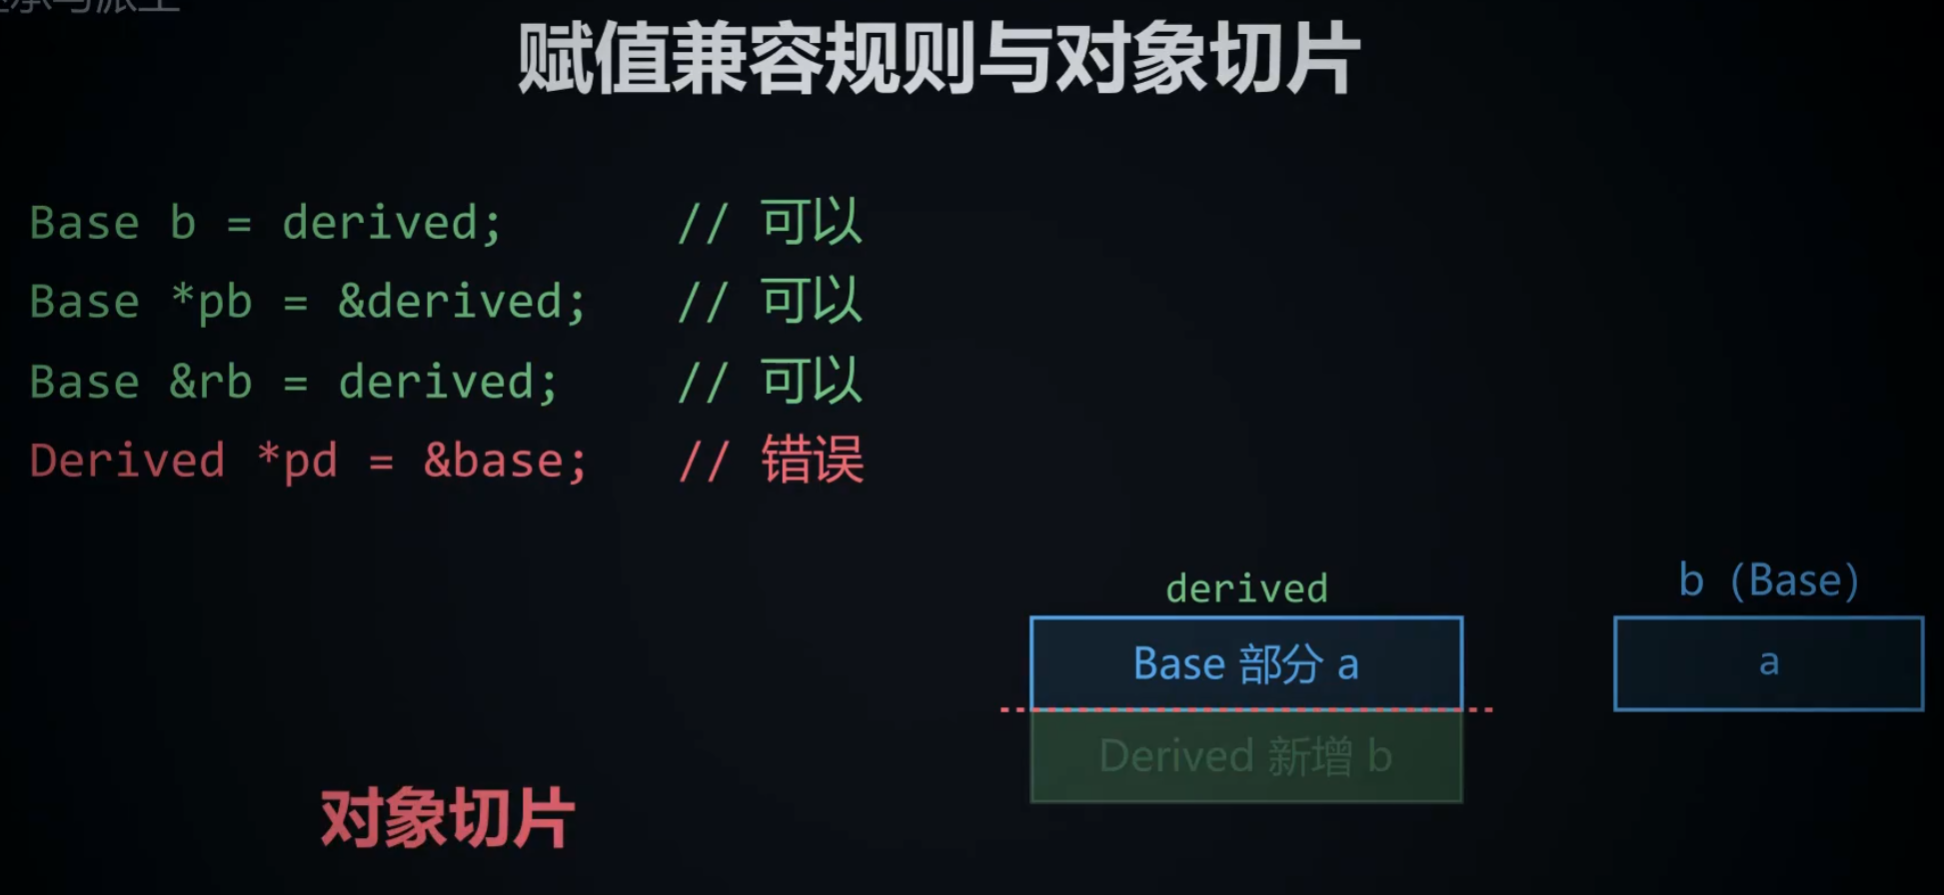 赋值兼容规则与对象切片
Base b = derived; // 可以
Base *pb = &derived; // 可以
Base &rb = derived; // 可以
Derived *pd = &base; // 错误
derived
b (Base)
Base 部分 a
a
Derived 新增 b
对象切片